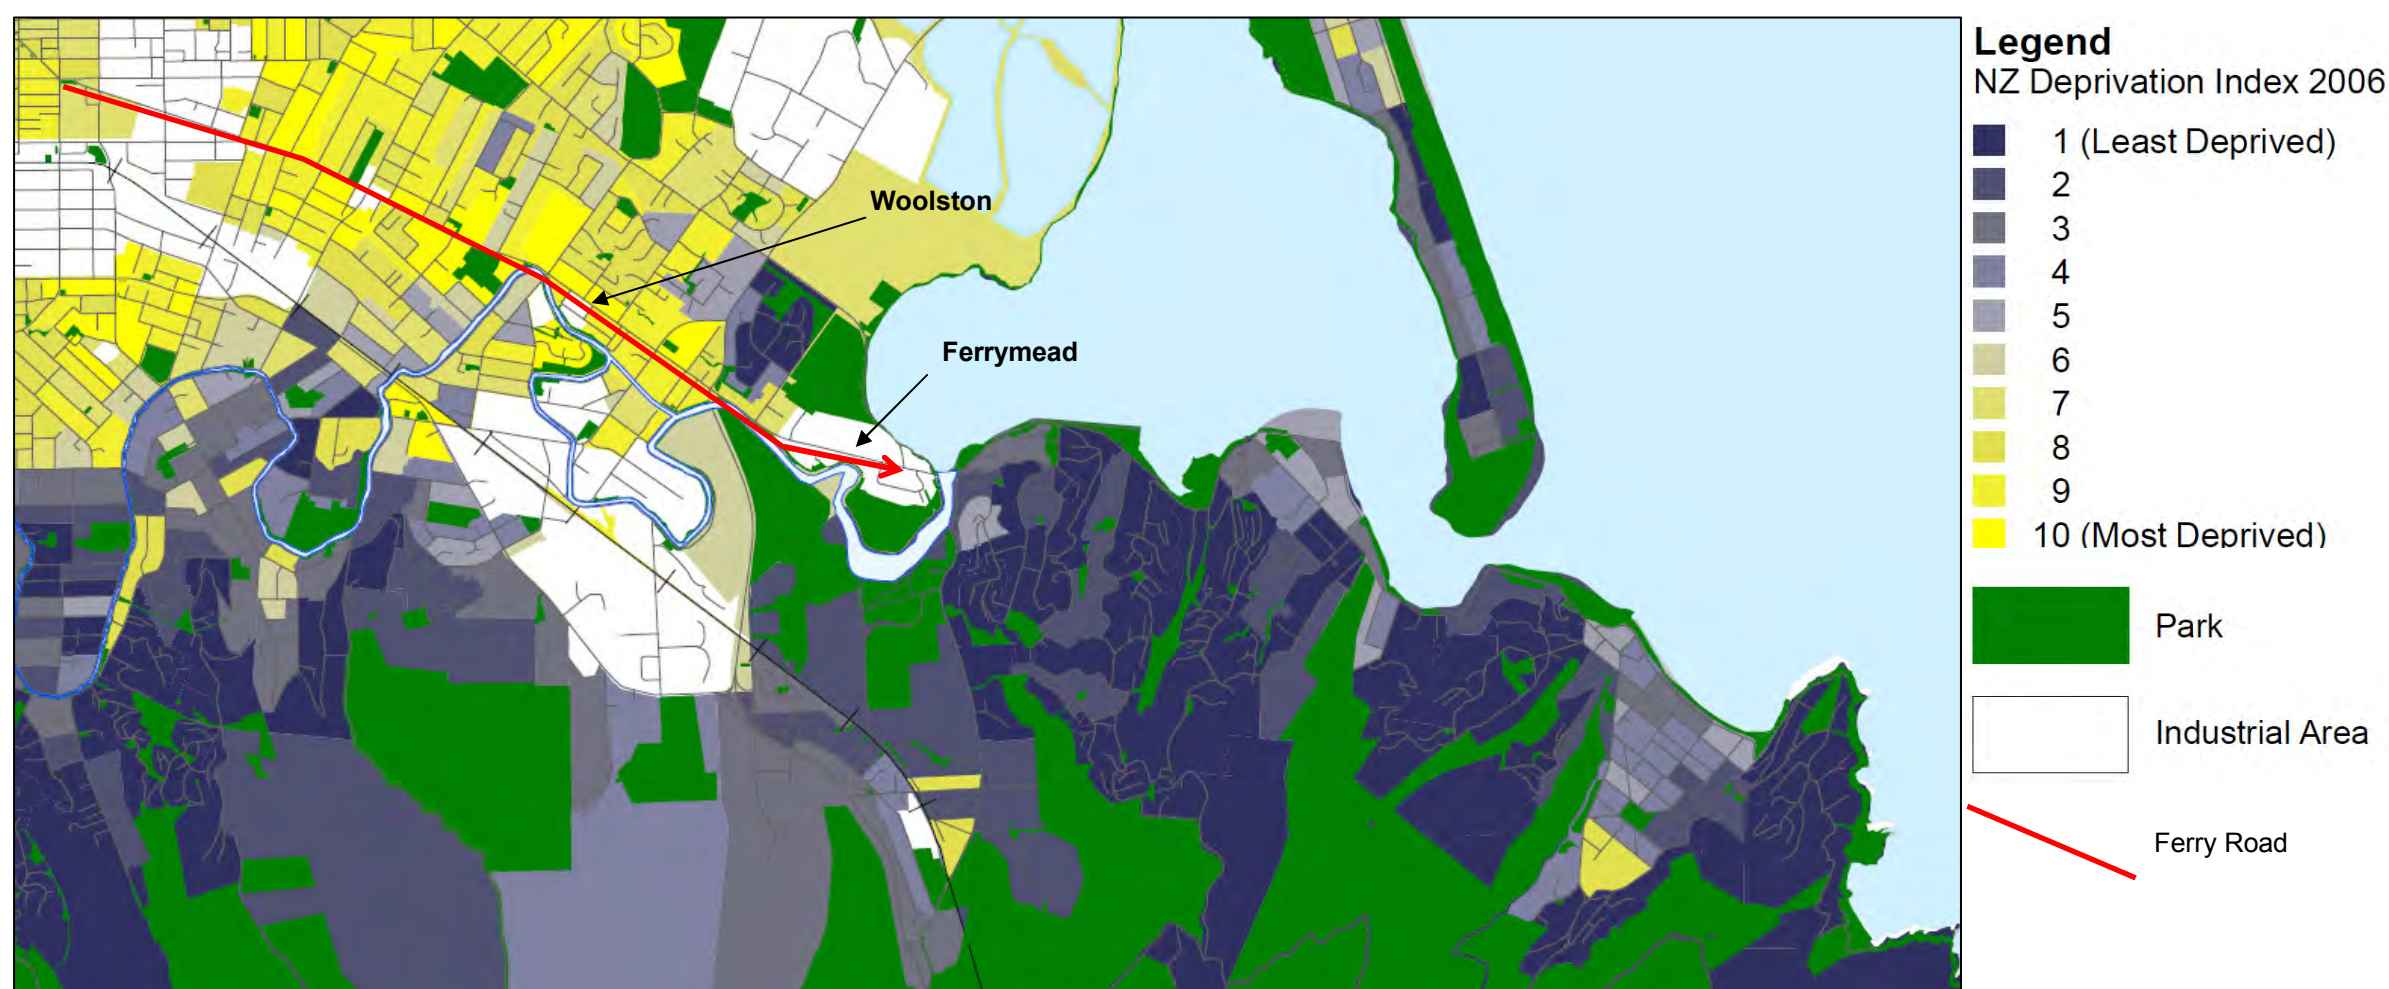 Woolston
Ferrymead
Legend
NZ Deprivation Index 2006
1 (Least Deprived)
2
3
4
5
6
7
8
9
10 (Most Deprived)
Park
Industrial Area
Ferry Road